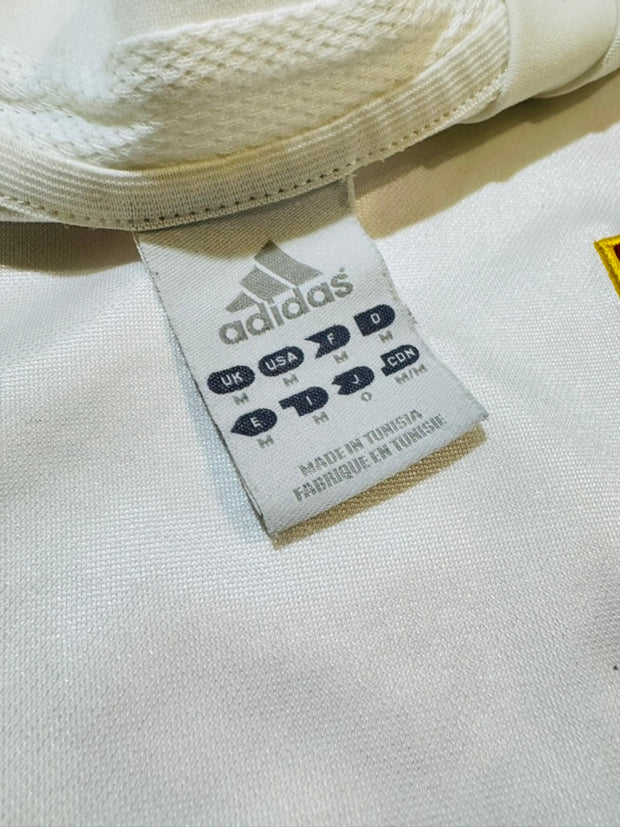 adidas
UK USA F D
M M M M
E I J CDN
M M O M/M
MADE IN TUNISIA
FABRIQUE EN TUNISIE